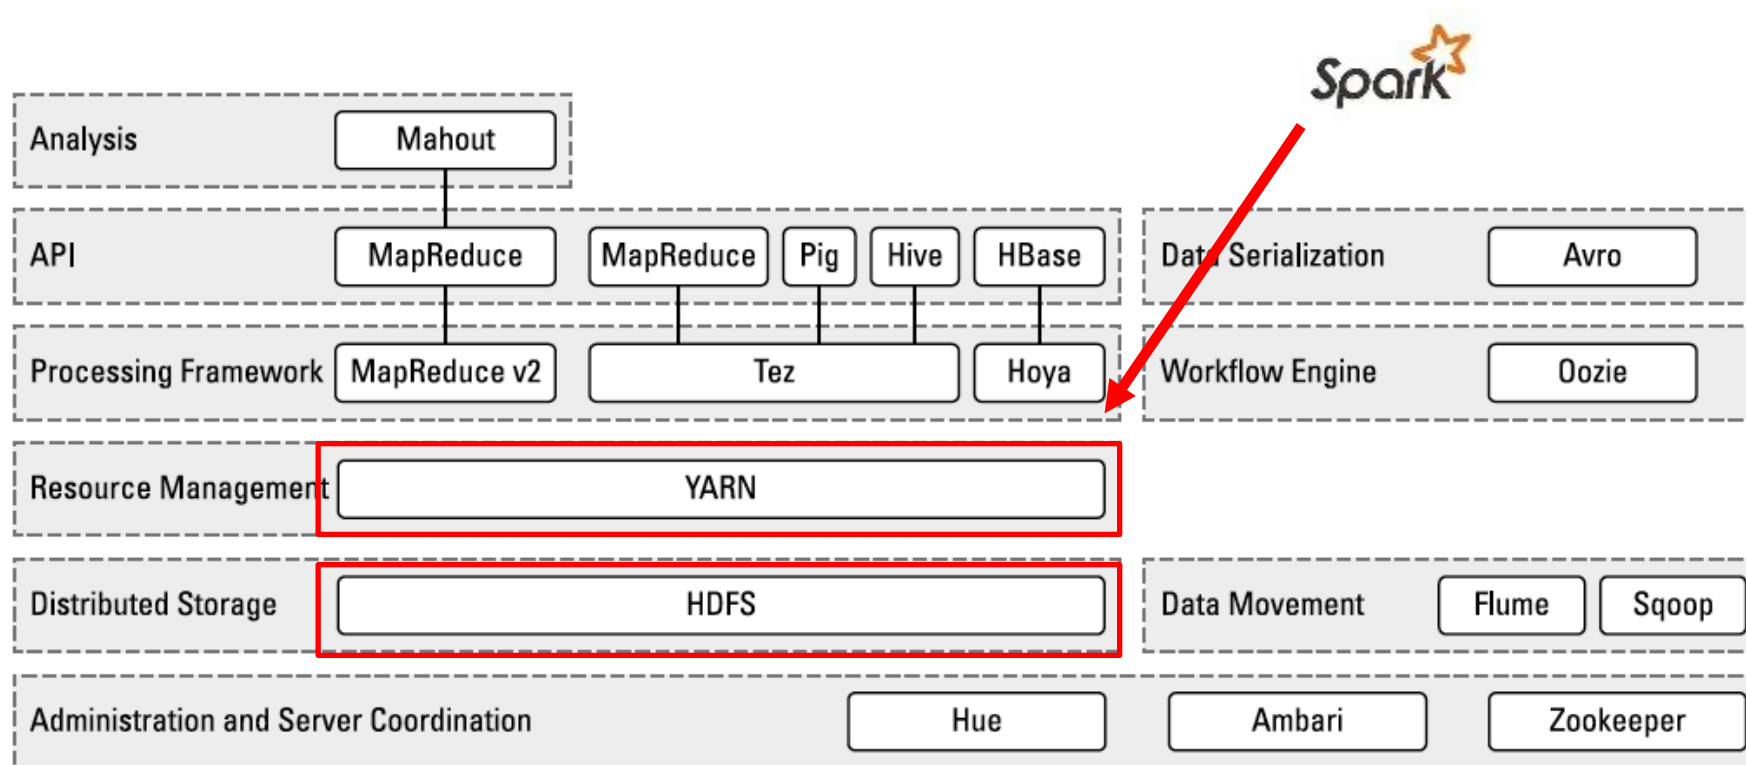 Spark
Analysis Mahout
API MapReduce MapReduce Pig Hive HBase Data Serialization Avro
Processing Framework MapReduce v2 Tez Hoya Workflow Engine Oozie
Resource Management YARN
Distributed Storage HDFS Data Movement Flume Sqoop
Administration and Server Coordination Hue Ambari Zookeeper